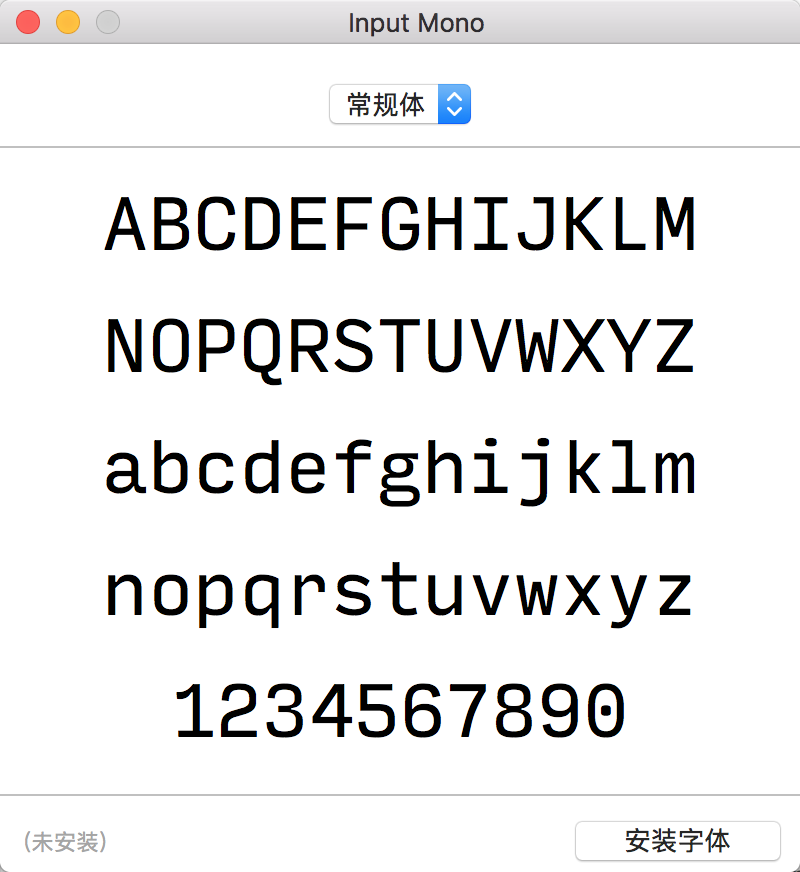 Input Mono
常规体
ABCDEFGHIJKLM
NOPQRSTUVWXYZ
abcdefghijklm
nopqrstuvwxyz
1234567890
(未安装)
安装字体